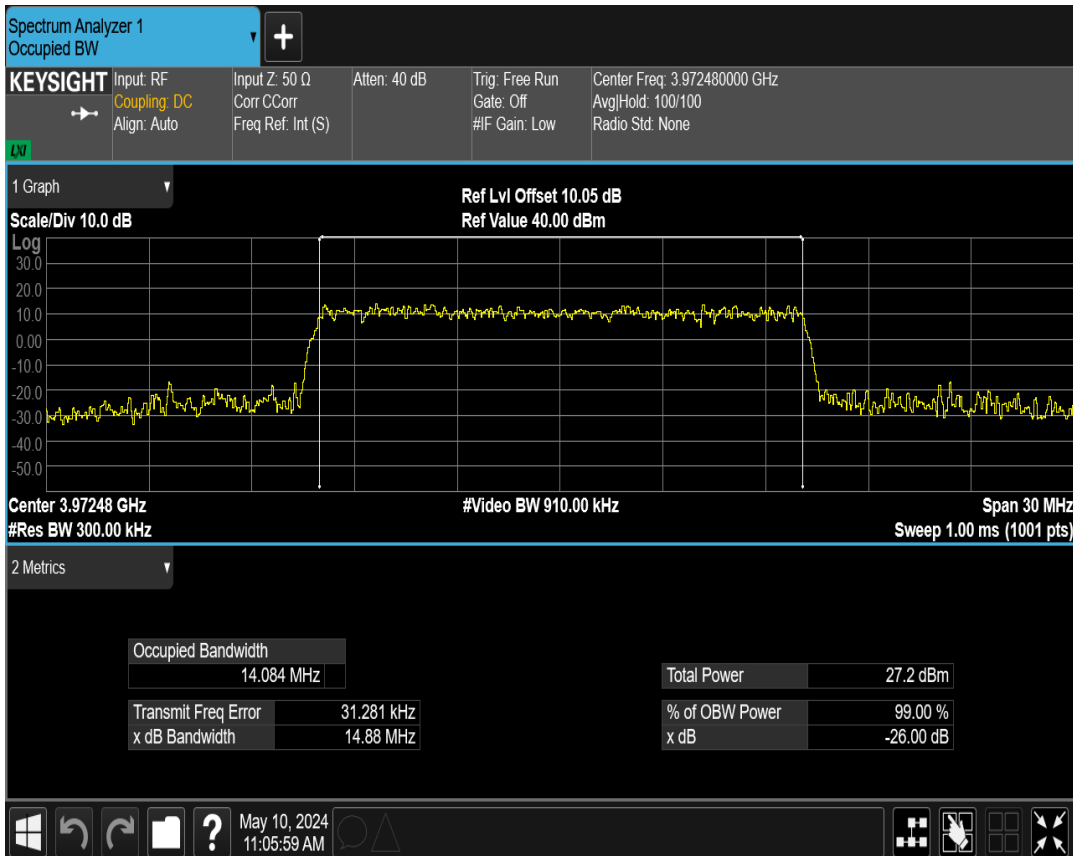 Spectrum Analyzer 1
Occupied BW
+
KEYSIGHT
LXI
Input: RF
Coupling: DC
Align: Auto
Input Z: 50 Ω
Corr CCorr
Freq Ref: Int (S)
Atten: 40 dB
Trig: Free Run
Gate: Off
#IF Gain: Low
Center Freq: 3.972480000 GHz
Avg|Hold: 100/100
Radio Std: None
1 Graph
Scale/Div 10.0 dB
Ref Lvl Offset 10.05 dB
Ref Value 40.00 dBm
Log
30.0
20.0
10.0
0.00
-10.0
-20.0
-30.0
-40.0
-50.0
Center 3.97248 GHz
#Res BW 300.00 kHz
#Video BW 910.00 kHz
Span 30 MHz
Sweep 1.00 ms (1001 pts)
2 Metrics
Occupied Bandwidth
14.084 MHz
Transmit Freq Error 31.281 kHz
x dB Bandwidth 14.88 MHz
Total Power 27.2 dBm
% of OBW Power 99.00 %
x dB -26.00 dB
?
May 10, 2024
11:05:59 AM